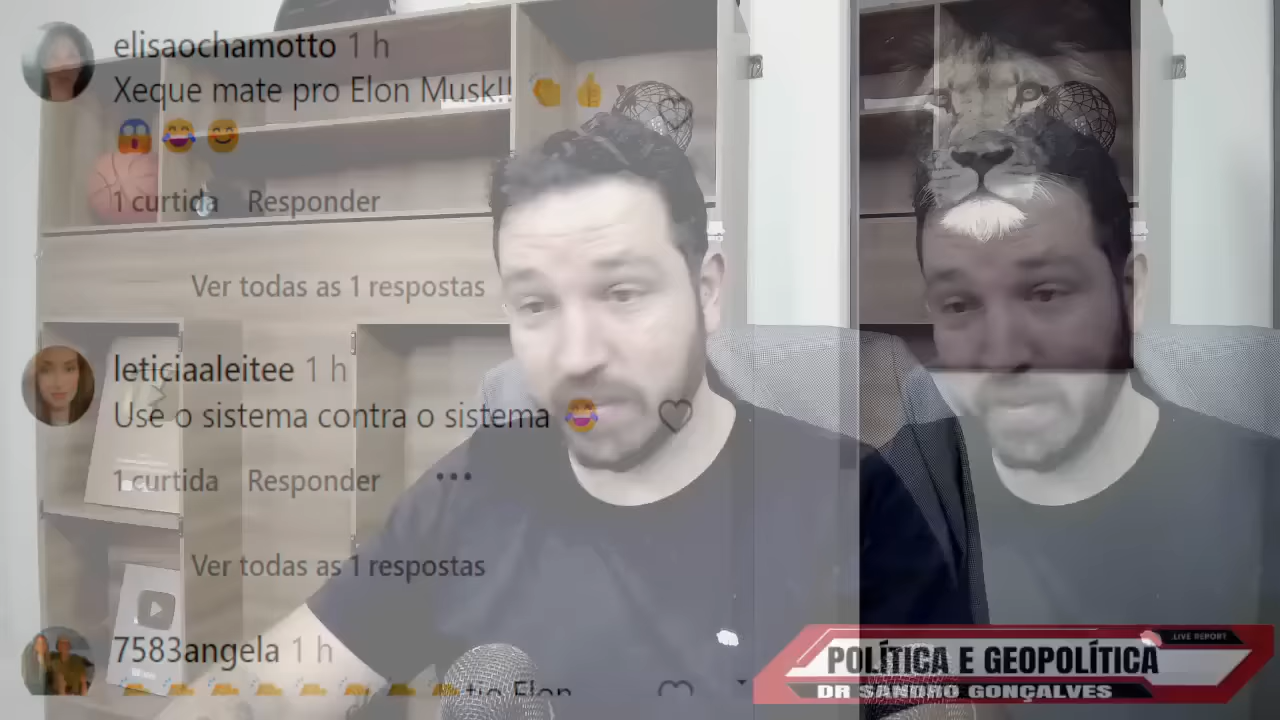 elisaochamotto 1 h
Xeque mate pro Elon Musk!! 👏 👍
😱 😂 😅
1 curtida Responder
Ver todas as 1 respostas
leticiaaleitee 1 h
Use o sistema contra o sistema 😂
1 curtida Responder •••
Ver todas as 1 respostas
7583angela 1 h
Elon
.LIVE REPORT
POLÍTICA E GEOPOLÍTICA
DR SANDRO GONÇALVES